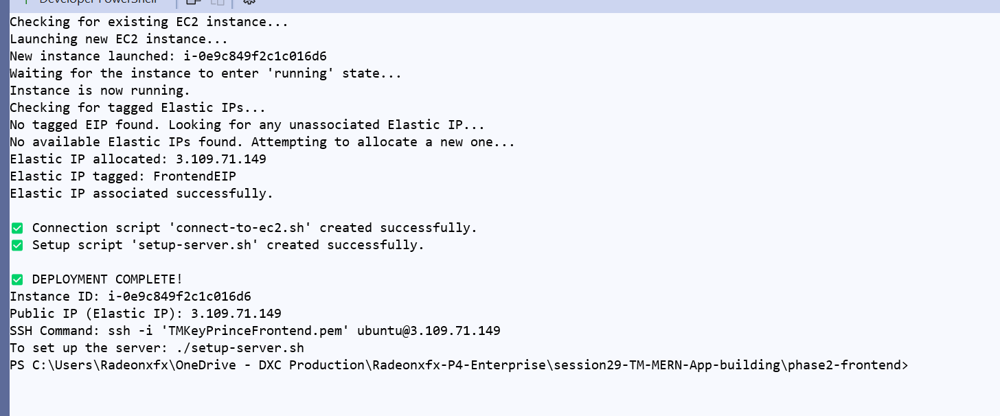 Developer PowerShell
Checking for existing EC2 instance...
Launching new EC2 instance...
New instance launched: i-0e9c849f2c1c016d6
Waiting for the instance to enter 'running' state...
Instance is now running.
Checking for tagged Elastic IPs...
No tagged EIP found. Looking for any unassociated Elastic IP...
No available Elastic IPs found. Attempting to allocate a new one...
Elastic IP allocated: 3.109.71.149
Elastic IP tagged: FrontendEIP
Elastic IP associated successfully.
✅ Connection script 'connect-to-ec2.sh' created successfully.
✅ Setup script 'setup-server.sh' created successfully.
✅ DEPLOYMENT COMPLETE!
Instance ID: i-0e9c849f2c1c016d6
Public IP (Elastic IP): 3.109.71.149
SSH Command: ssh -i 'TMKeyPrinceFrontend.pem' ubuntu@3.109.71.149
To set up the server: ./setup-server.sh
PS C:\Users\Radeonxfx\OneDrive - DXC Production\Radeonxfx-P4-Enterprise\session29-TM-MERN-App-building\phase2-frontend>